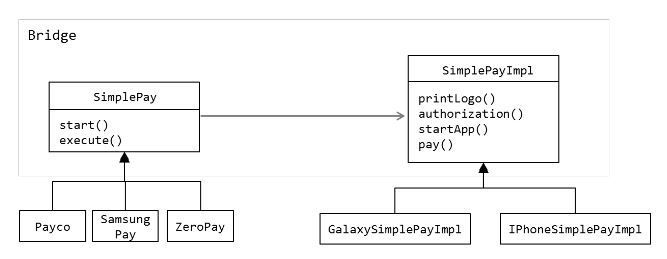 Bridge
SimplePay
start()
execute()
SimplePayImpl
printLogo()
authorization()
startApp()
pay()
Payco
Samsung
Pay
ZeroPay
GalaxySimplePayImpl
IPhoneSimplePayImpl